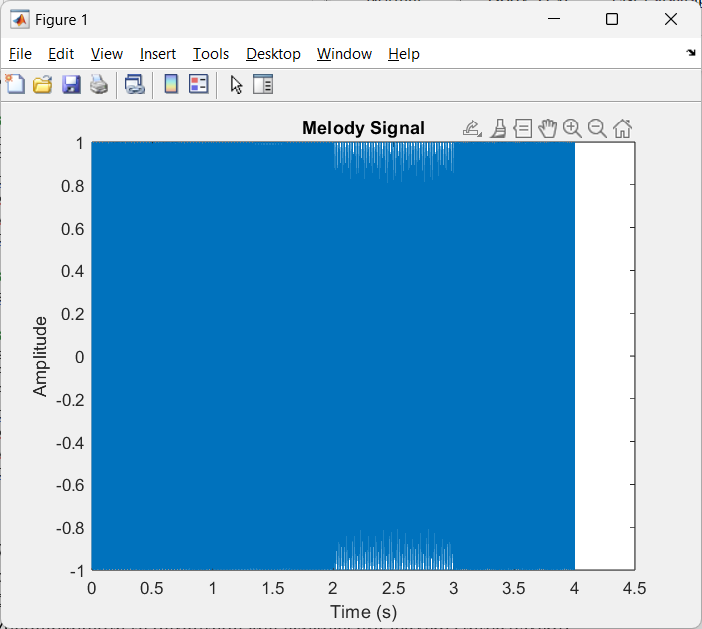 Figure 1
File Edit View Insert Tools Desktop Window Help
Melody Signal
1
0.8
0.6
0.4
0.2
0
-0.2
-0.4
-0.6
-0.8
-1
Amplitude
0 0.5 1 1.5 2 2.5 3 3.5 4 4.5
Time (s)